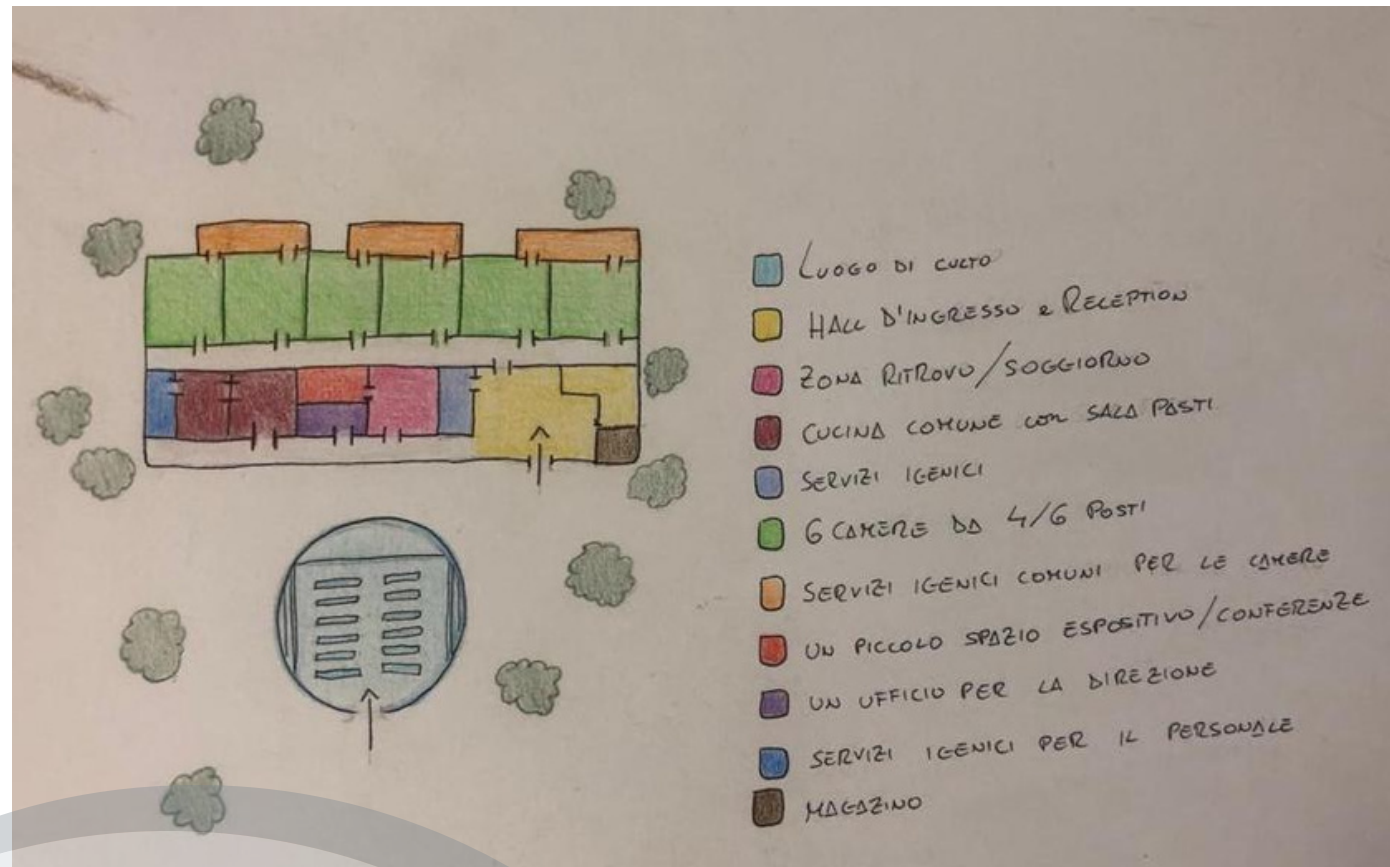 LUOGO DI CULTO
HALL D'INGRESSO e RECEPTION
ZONA RITROVO/SOGGIORNO
CUCINA COMUNE con SALA PASTI
SERVIZI IGENICI
6 CAMERE DA 4/6 POSTI
SERVIZI IGENICI COMUNI PER LE CAMERE
UN PICCOLO SPAZIO ESPOSITIVO/CONFERENZE
UN UFFICIO PER LA DIREZIONE
SERVIZI IGENICI PER IL PERSONALE
MAGAZINO